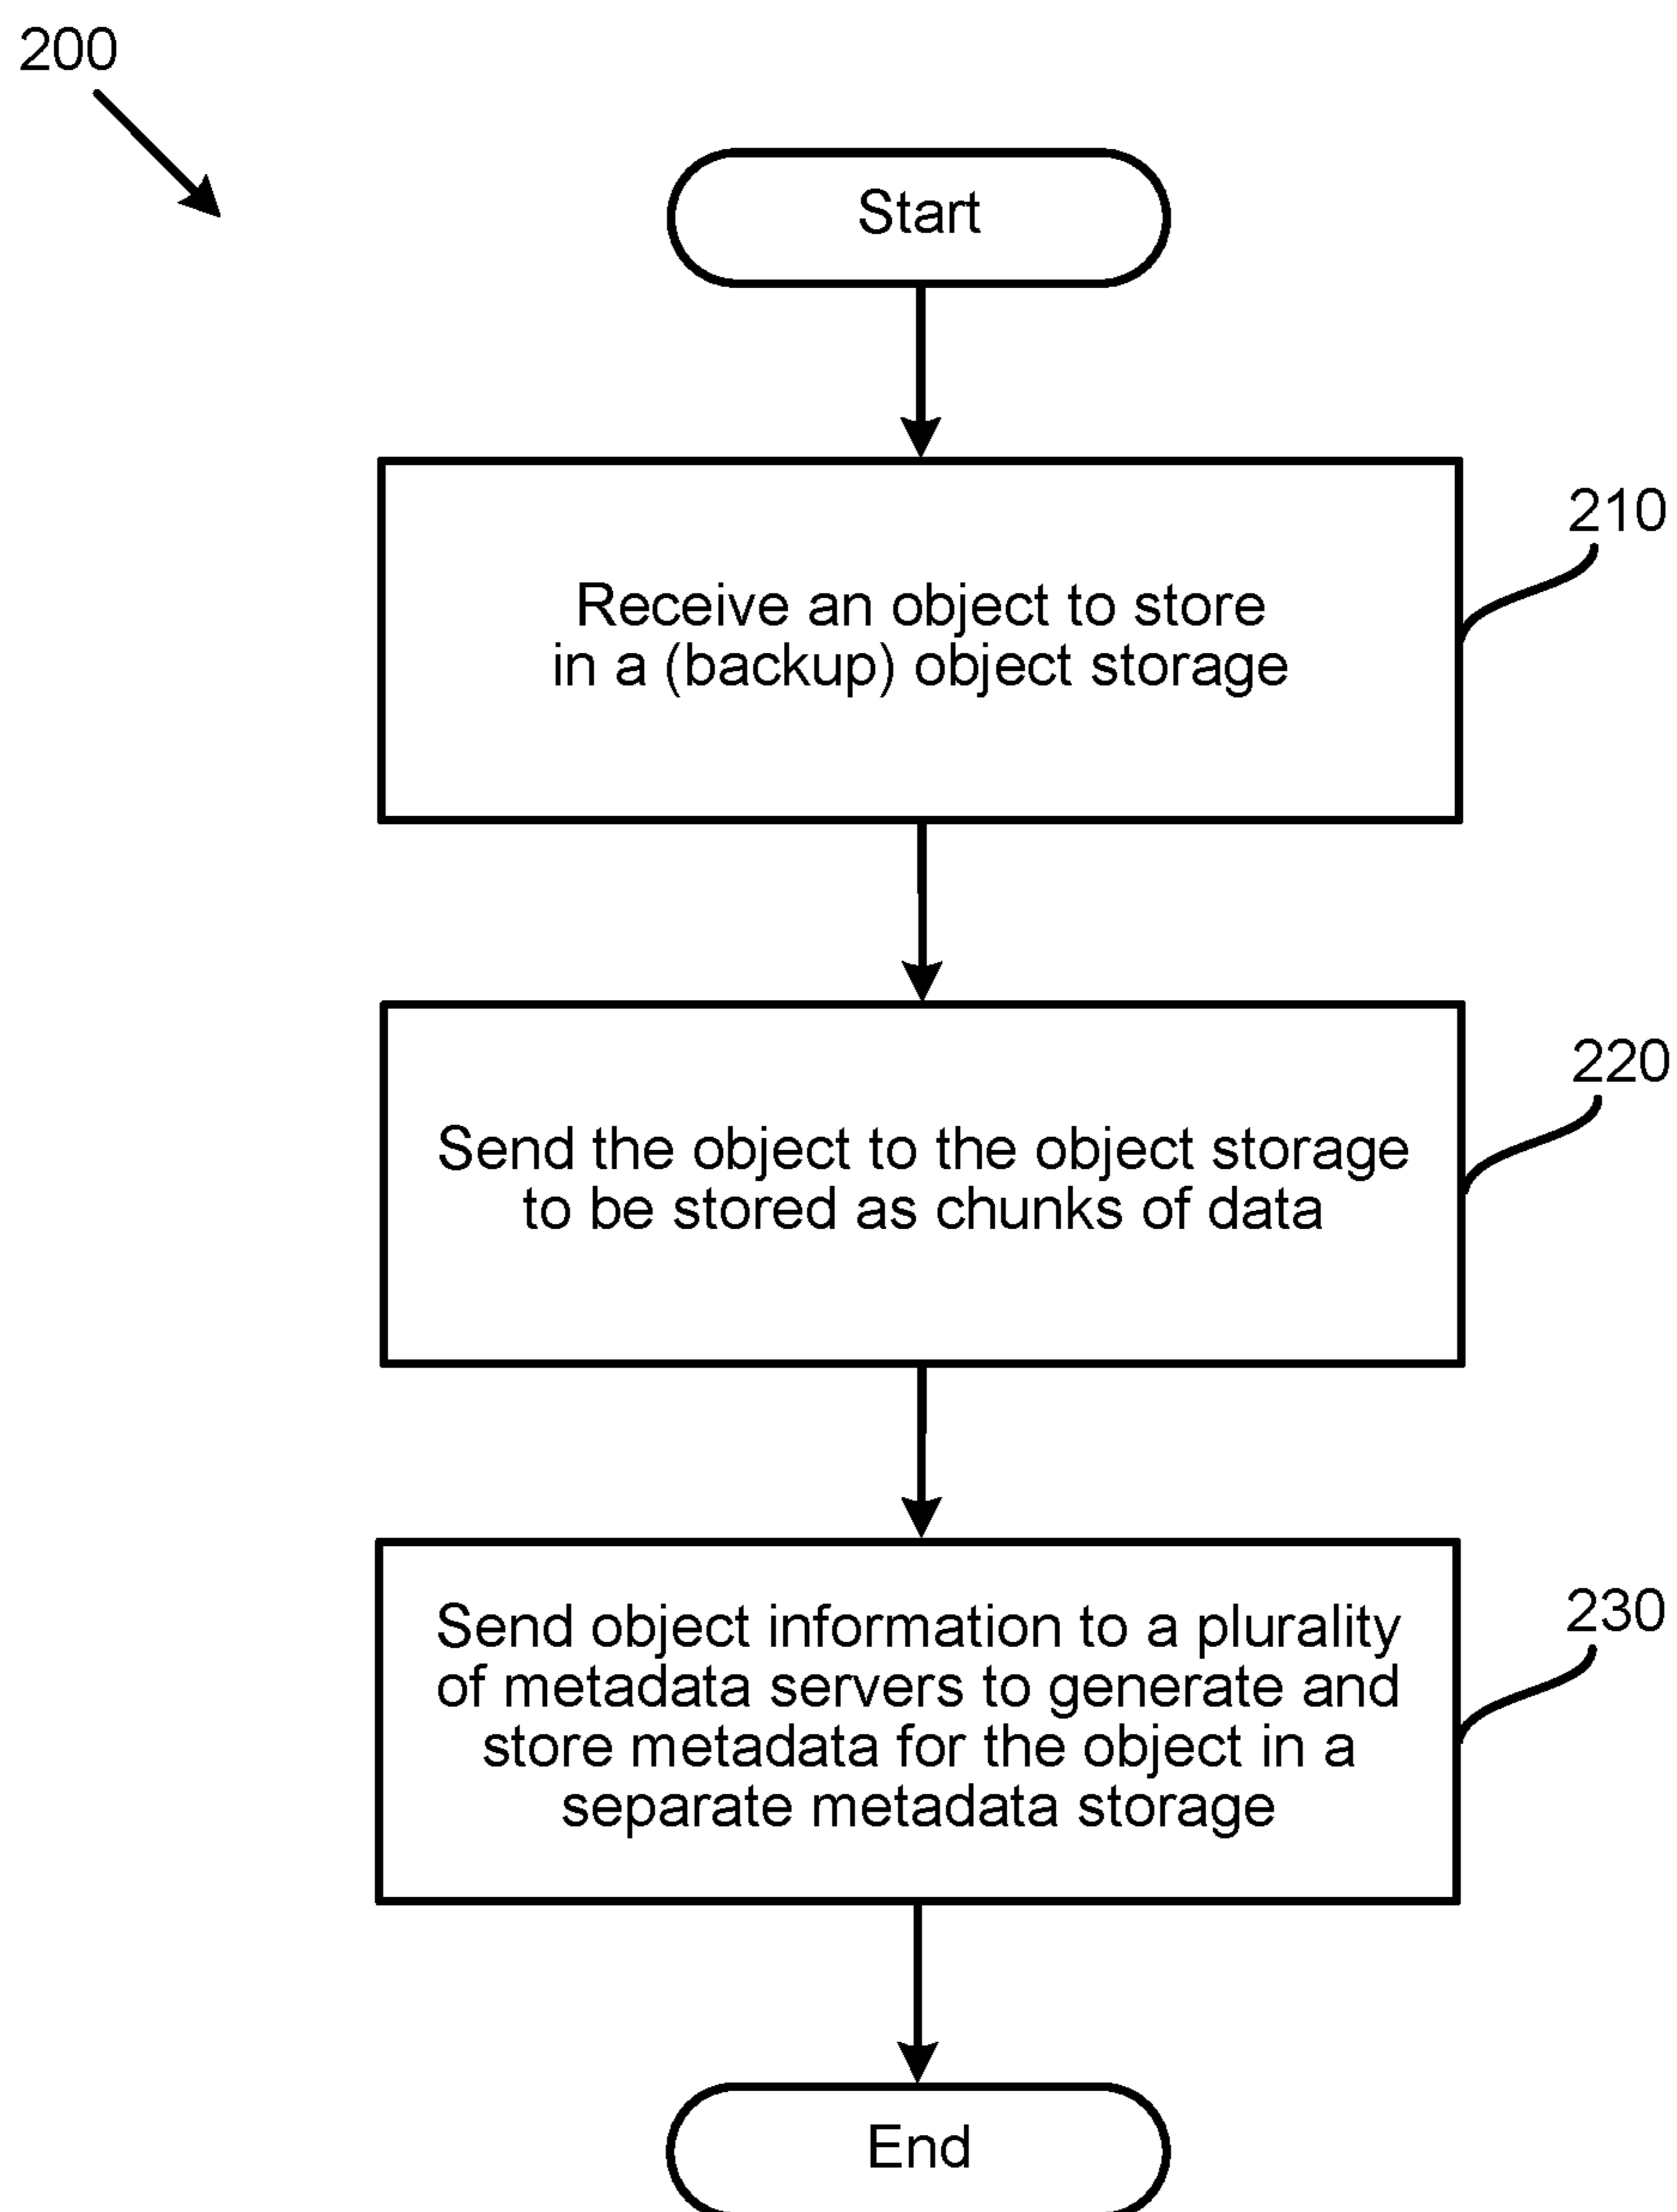 200
Start
210
Receive an object to store
in a (backup) object storage
220
Send the object to the object storage
to be stored as chunks of data
230
Send object information to a plurality
of metadata servers to generate and
store metadata for the object in a
separate metadata storage
End